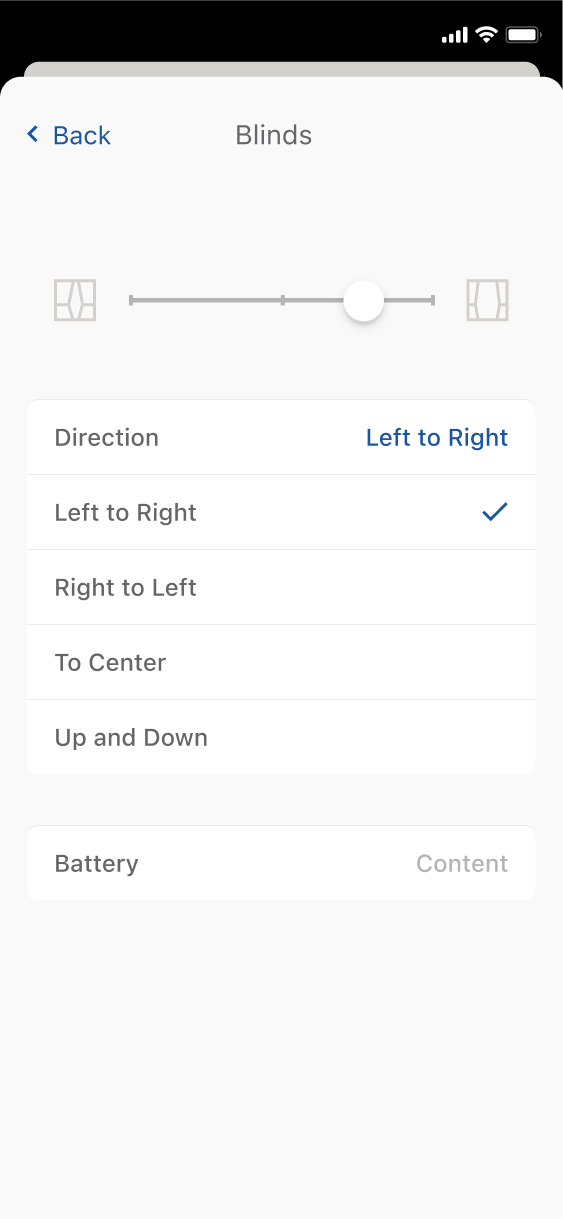 Back
Blinds
Direction
Left to Right
Left to Right
Right to Left
To Center
Up and Down
Battery
Content